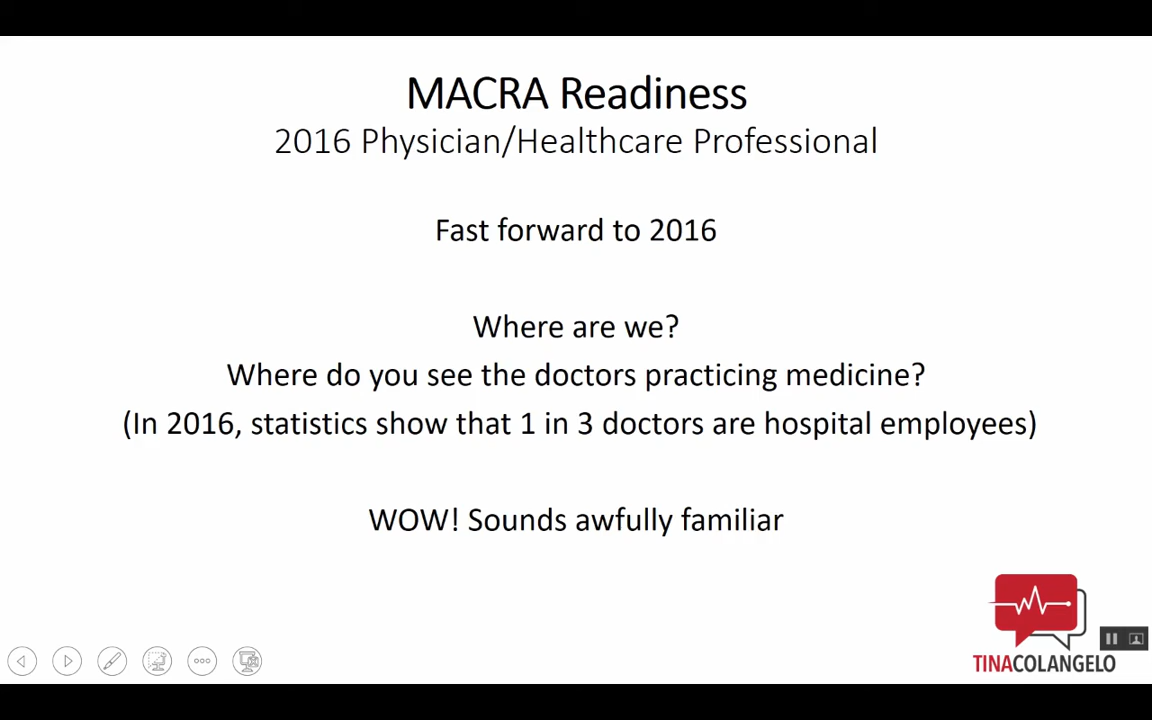 MACRA Readiness
2016 Physician/Healthcare Professional
Fast forward to 2016
Where are we?
Where do you see the doctors practicing medicine?
(In 2016, statistics show that 1 in 3 doctors are hospital employees)
WOW! Sounds awfully familiar
TINACOLANGELO